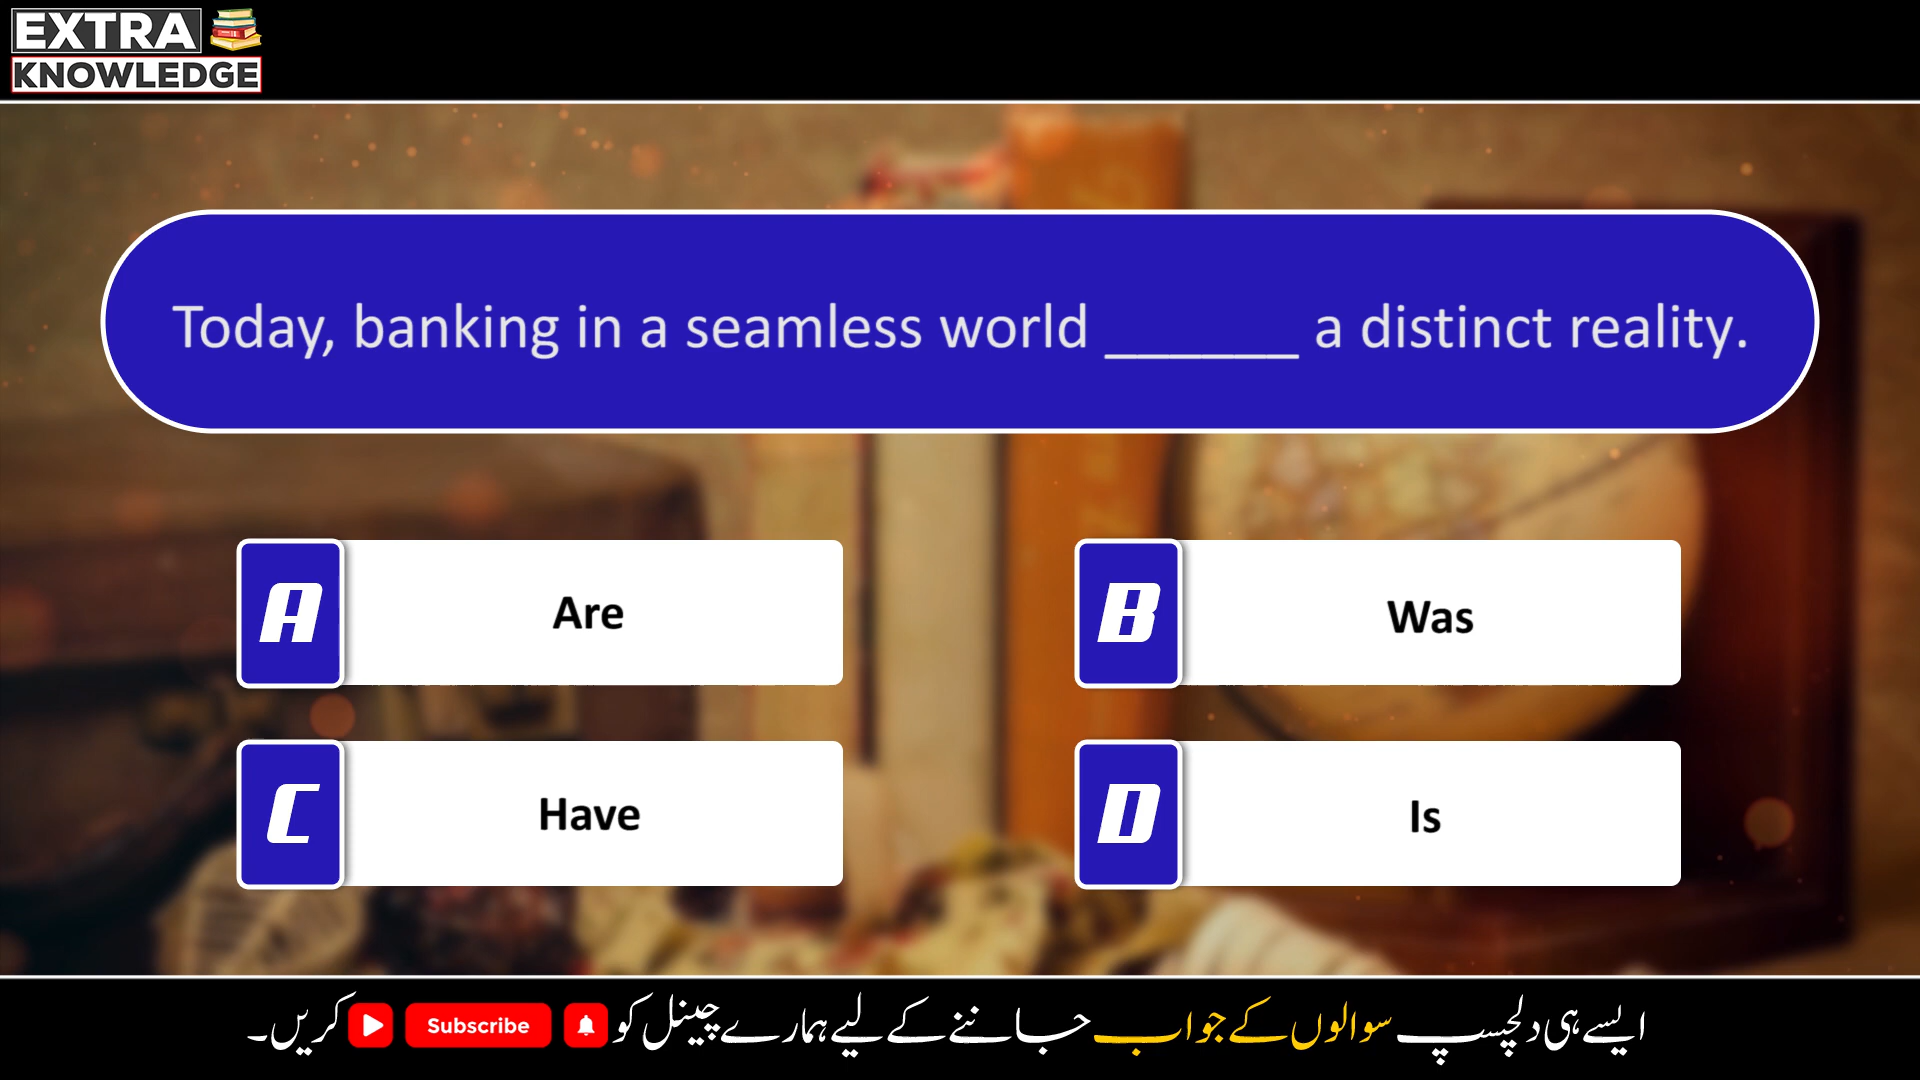 EXTRA
KNOWLEDGE
Today, banking in a seamless world ______ a distinct reality.
A Are
B Was
C Have
D Is
ایسے ہی دلچسپ سوالوں کے جواب جاننے کے لیے ہمارے چینل کو Subscribe کریں۔